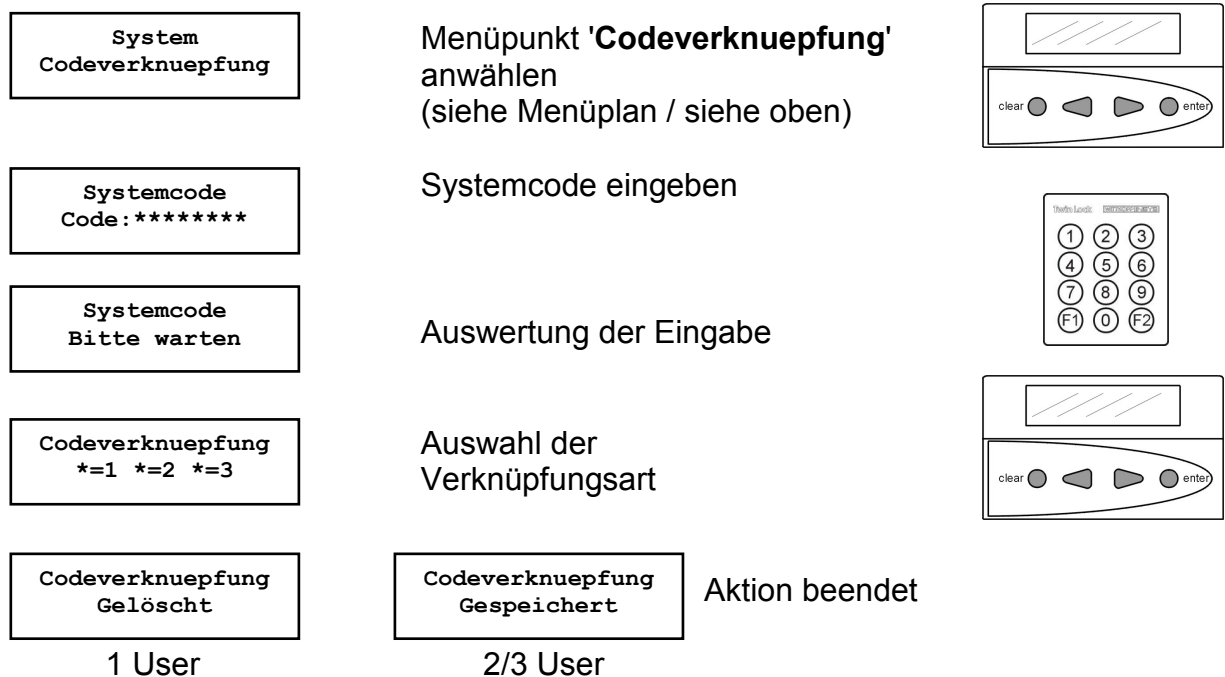 System
Codeverknuepfung
Menüpunkt 'Codeverknuepfung'
anwählen
(siehe Menüplan / siehe oben)
clear
enter
Systemcode
Code:********
Systemcode eingeben
Twin Lock
1 2 3
4 5 6
7 8 9
F1 0 F2
Systemcode
Bitte warten
Auswertung der Eingabe
Codeverknuepfung
*=1 *=2 *=3
Auswahl der
Verknüpfungsart
clear
enter
Codeverknuepfung
Gelöscht
Codeverknuepfung
Gespeichert
Aktion beendet
1 User
2/3 User